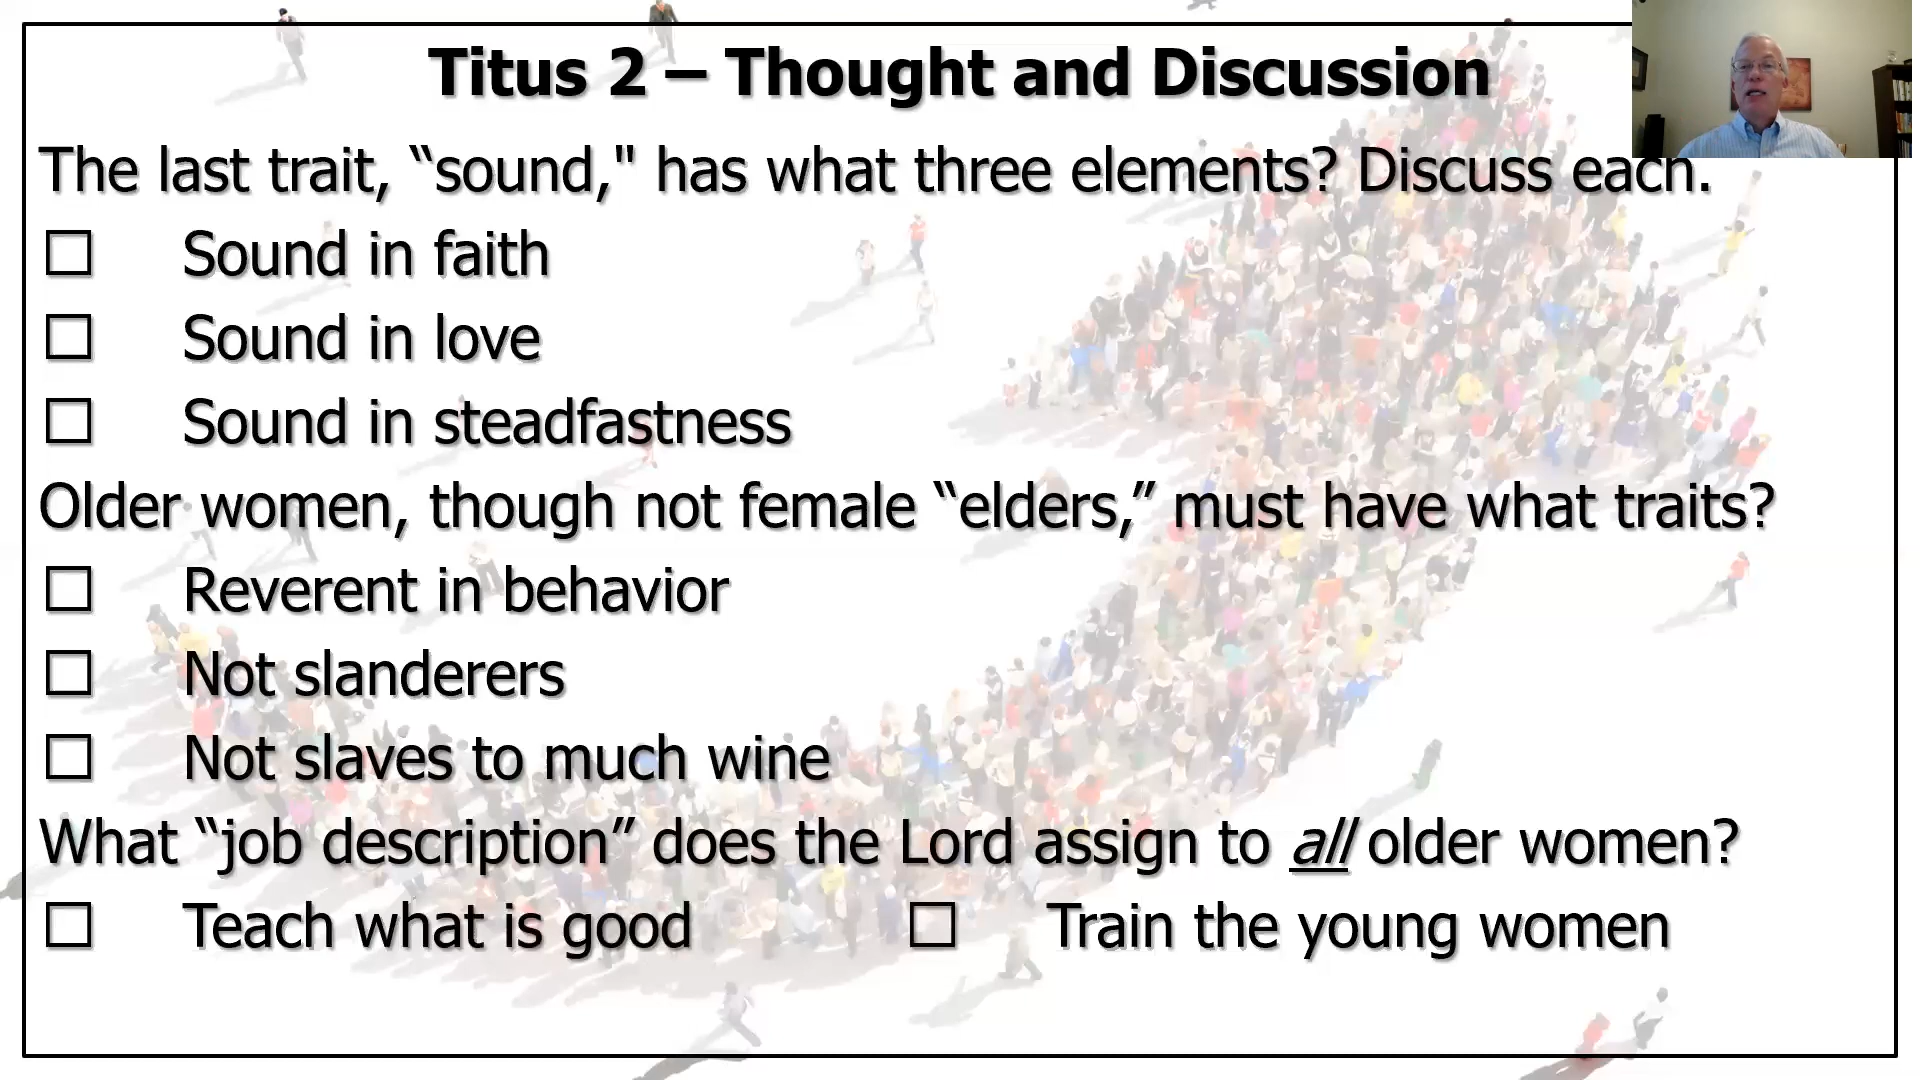 Titus 2 – Thought and Discussion
The last trait, “sound," has what three elements? Discuss each.
☐ Sound in faith
☐ Sound in love
☐ Sound in steadfastness
Older women, though not female “elders,” must have what traits?
☐ Reverent in behavior
☐ Not slanderers
☐ Not slaves to much wine
What “job description” does the Lord assign to all older women?
☐ Teach what is good ☐ Train the young women